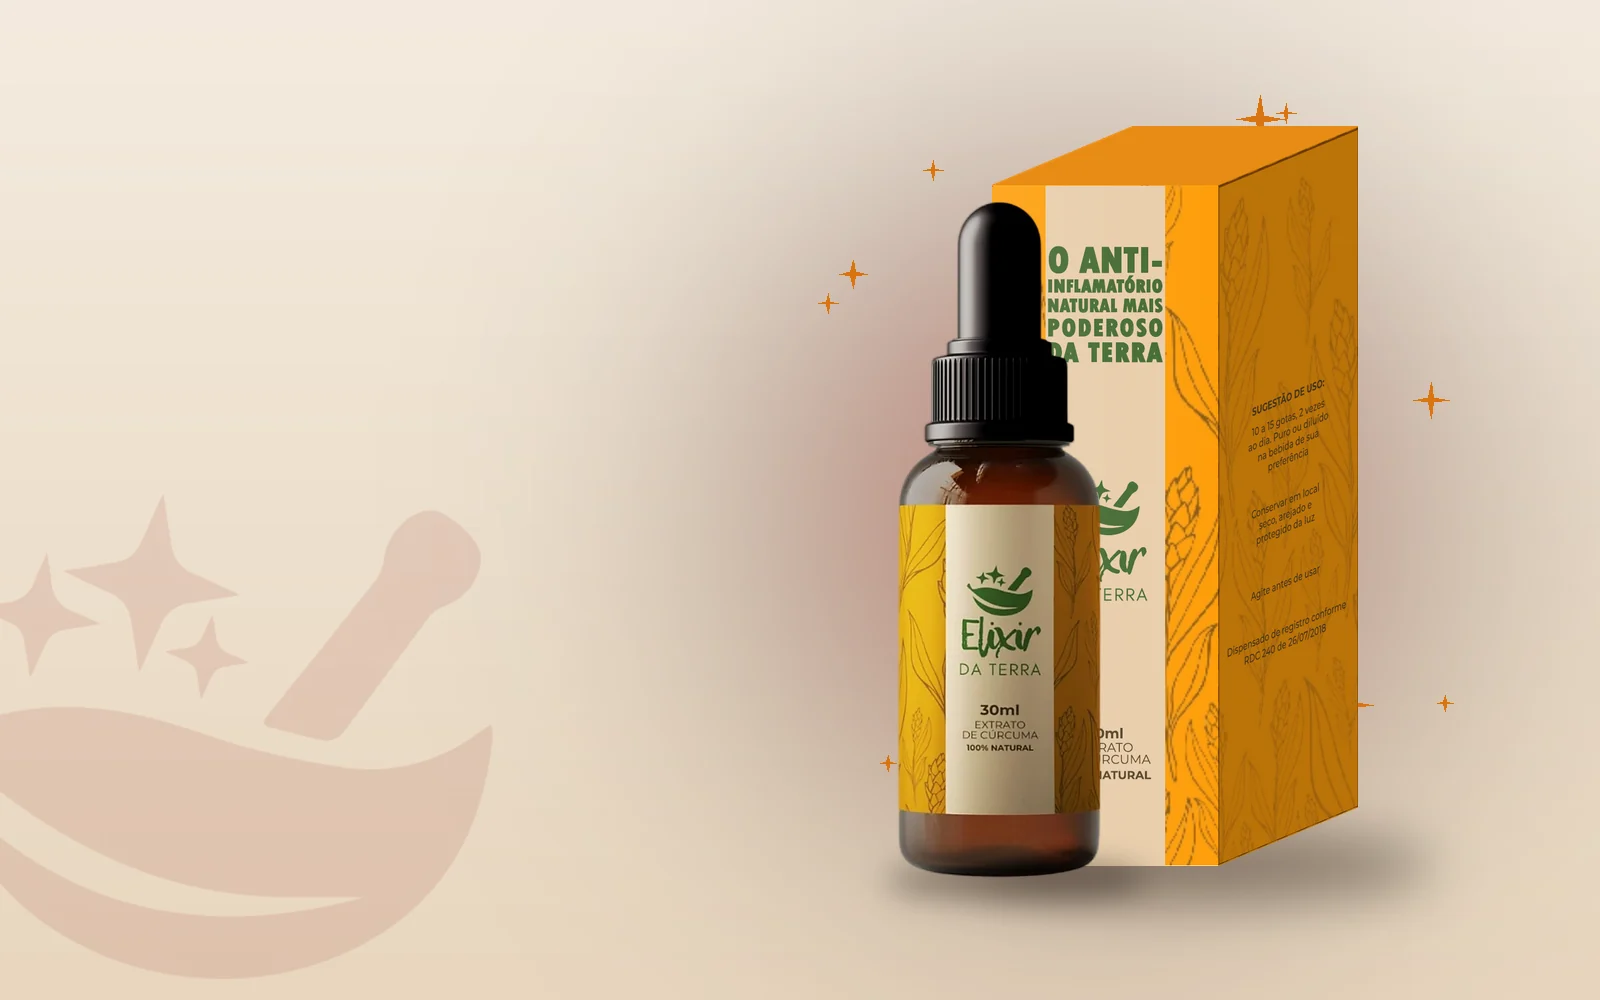 O ANTI-
INFLAMATÓRIO
NATURAL MAIS
PODEROSO
DA TERRA
Elixir
DA TERRA
30ml
EXTRATO
DE CÚRCUMA
100% NATURAL
TERRA
NATURAL
SUGESTÃO DE USO:
10 a 15 gotas, 2 vezes
ao dia. Puro ou diluído
na bebida de sua
preferência
Conservar em local
seco, arejado e
protegido da luz
Agite antes de usar
Dispensado de registro conforme
RDC 240 de 26/07/2018